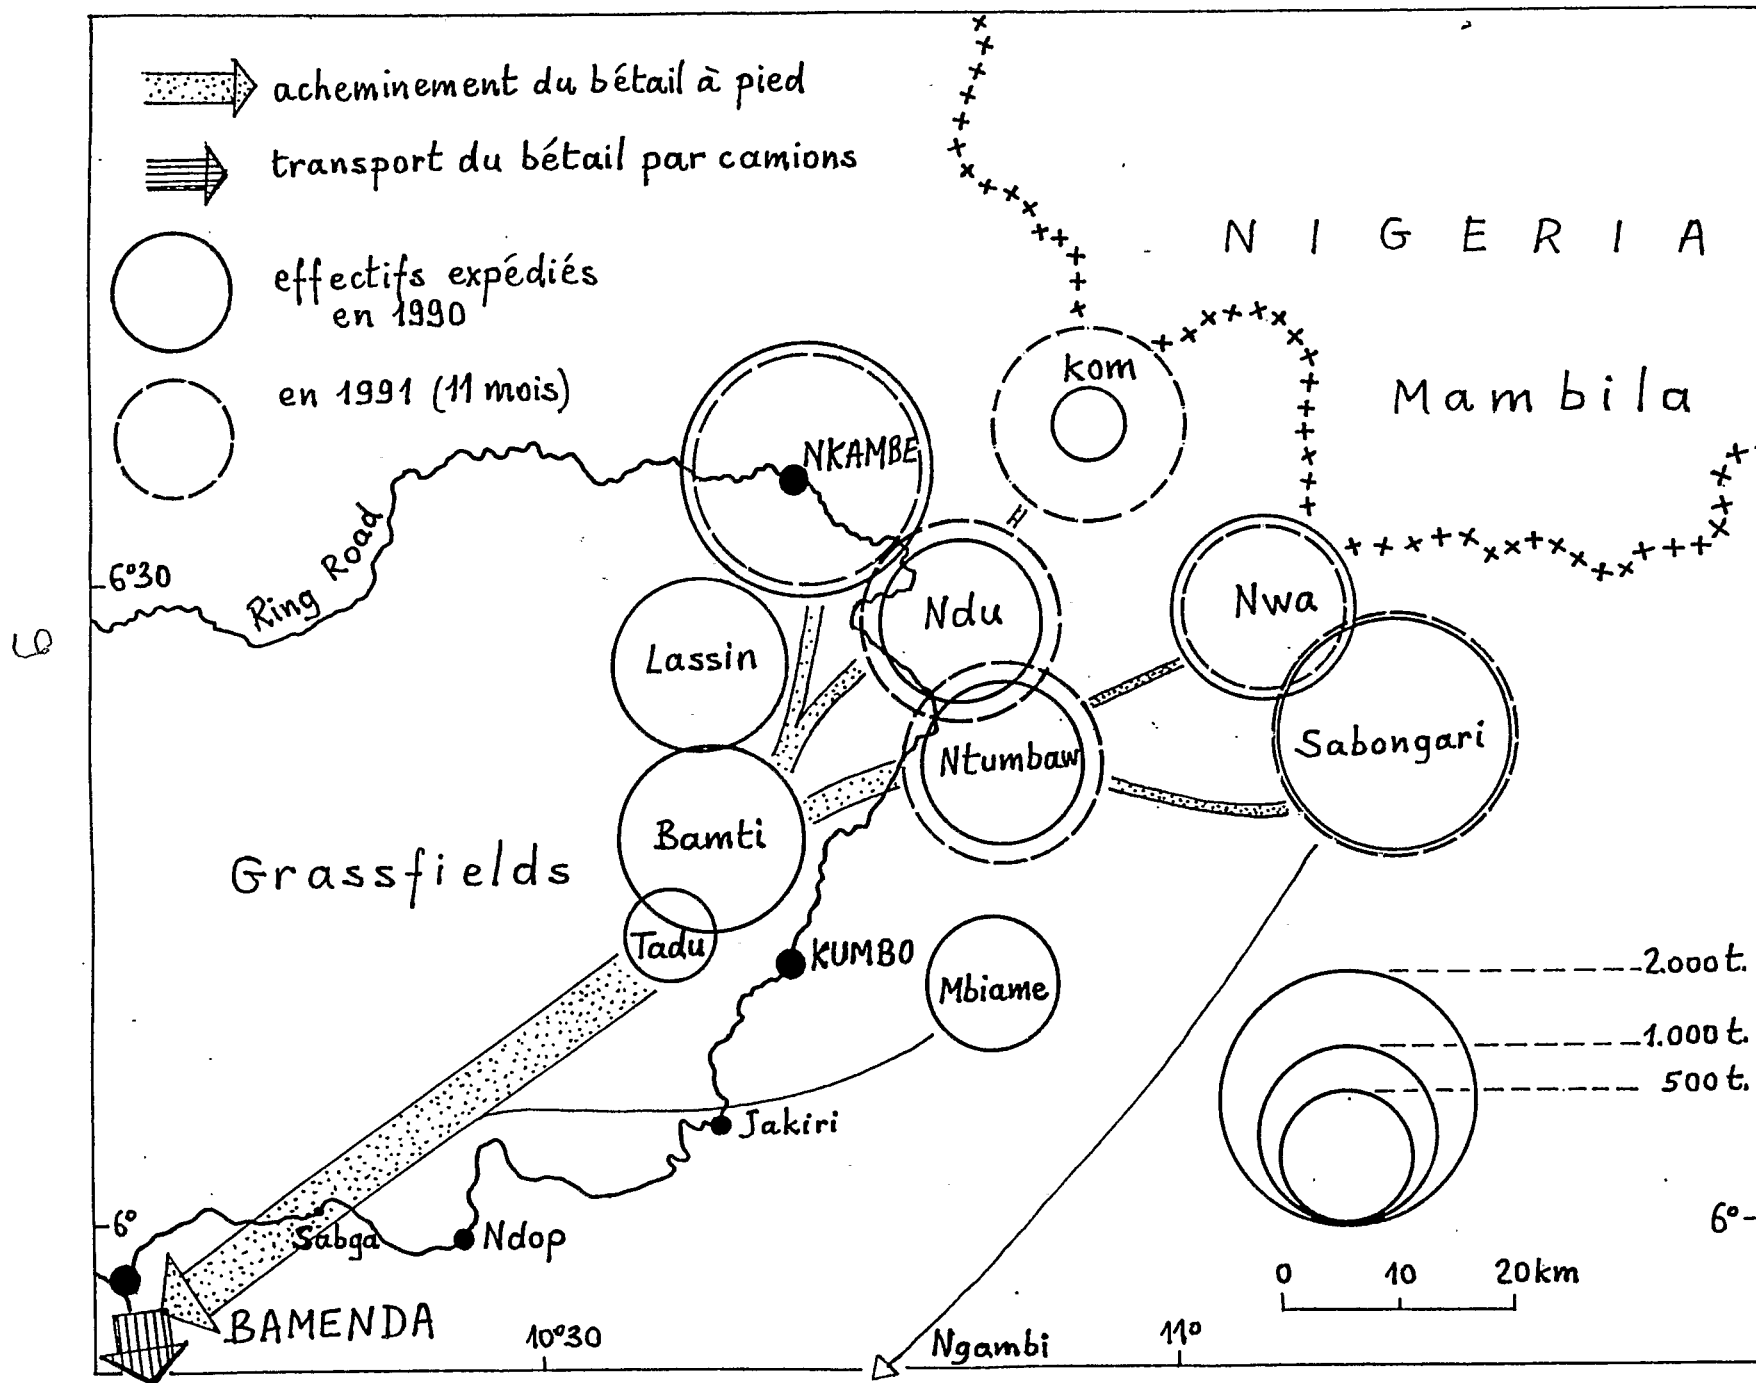 acheminement du bétail à pied
transport du bétail par camions
effectifs expédiés
en 1990
en 1991 (11 mois)
NIGERIA
Mambila
kom
NKAMBE
Ring Road
6°30
Ndu
Nwa
Lassin
Sabongari
Ntumbaw
Bamti
Grassfields
Tadu
KUMBO
Mbiame
2.000 t.
1.000 t.
500 t.
Jakiri
6°
Sabga
Ndop
6°
0 10 20 km
BAMENDA
10°30
Ngambi
11°